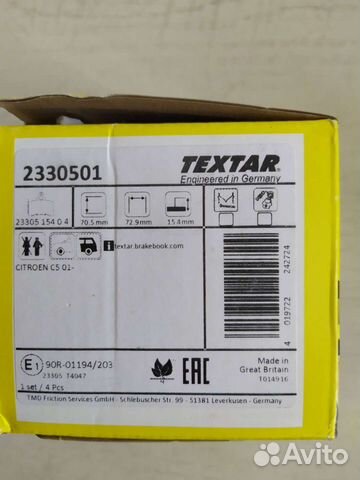 2330501
TEXTAR
Engineered in Germany
23305 154 0 4
70.5 mm
72.9 mm
15.4 mm
i textar.brakebook.com
CITROEN C5 01-
4 019722 242724
E1 90R-01194/203
23305 T4047
1 set / 4 Pcs
EAC
Made in
Great Britain
T014916
TMD Friction Services GmbH - Schlebuscher Str. 99 - 51381 Leverkusen - Germany
Avito